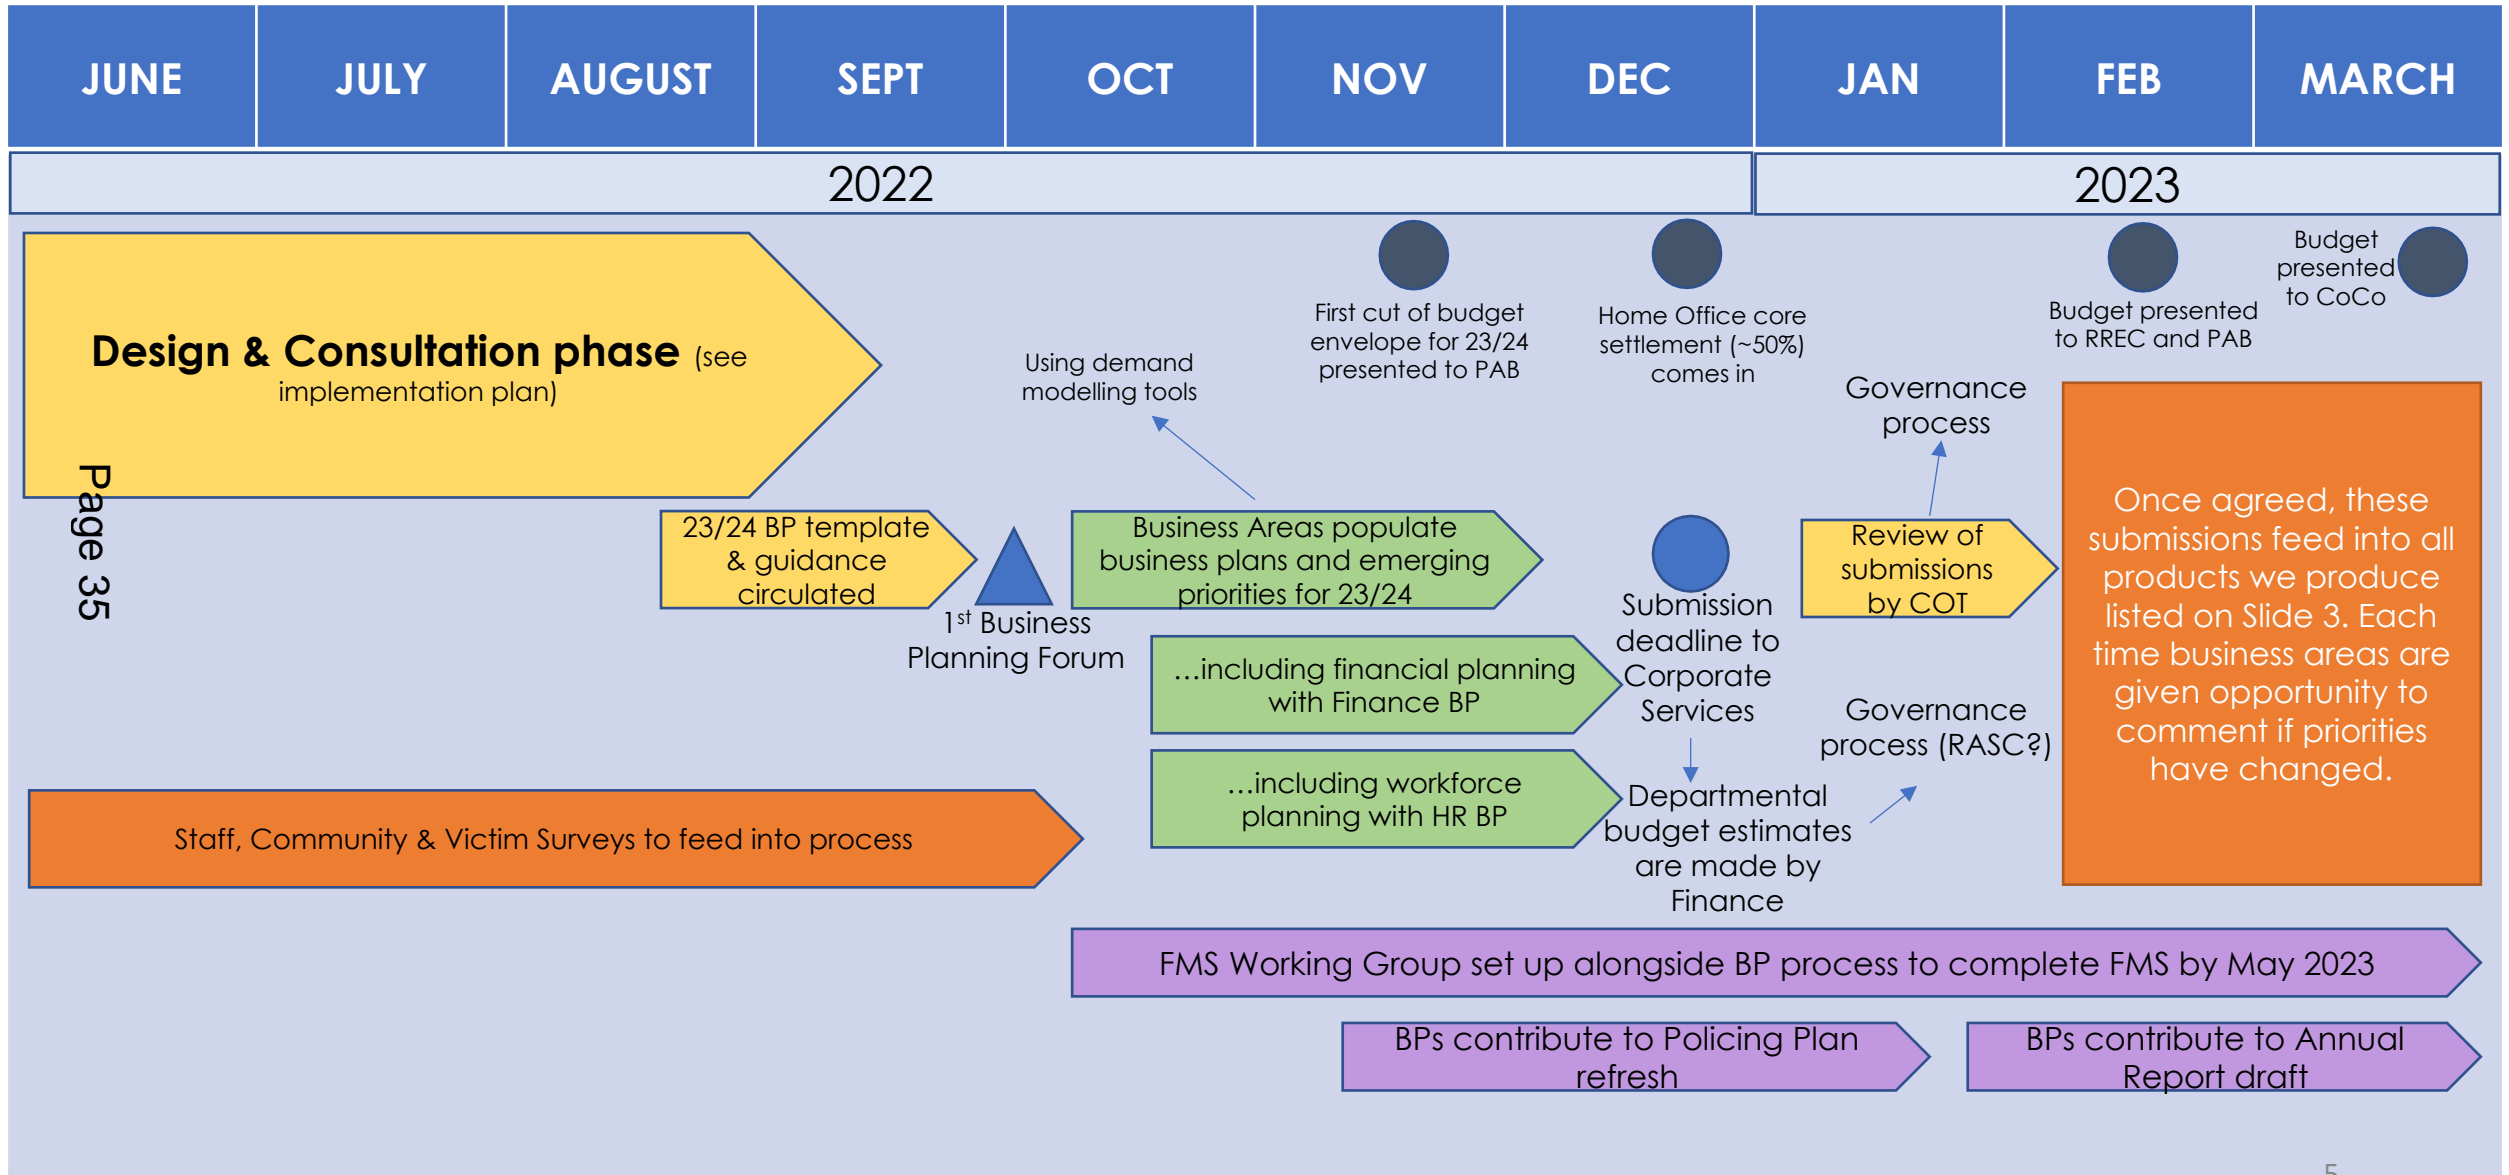 JUNE
JULY
AUGUST
SEPT
OCT
NOV
DEC
JAN
FEB
MARCH
2022
2023
Design & Consultation phase (see
implementation plan)
Page 35
23/24 BP template
& guidance
circulated
1st Business
Planning Forum
Using demand
modelling tools
Business Areas populate
business plans and emerging
priorities for 23/24
…including financial planning
with Finance BP
…including workforce
planning with HR BP
First cut of budget
envelope for 23/24
presented to PAB
Home Office core
settlement (~50%)
comes in
Submission
deadline to
Corporate
Services
Departmental
budget estimates
are made by
Finance
Governance
process
Review of
submissions
by COT
Governance
process (RASC?)
Budget presented
to RREC and PAB
Budget
presented
to CoCo
Once agreed, these
submissions feed into all
products we produce
listed on Slide 3. Each
time business areas are
given opportunity to
comment if priorities
have changed.
Staff, Community & Victim Surveys to feed into process
FMS Working Group set up alongside BP process to complete FMS by May 2023
BPs contribute to Policing Plan
refresh
BPs contribute to Annual
Report draft
5